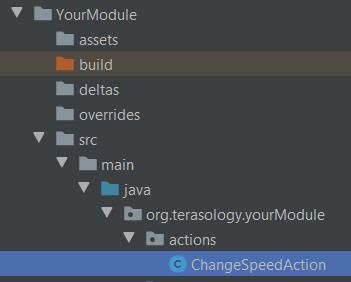 YourModule
assets
build
deltas
overrides
src
main
java
org.terasology.yourModule
actions
ChangeSpeedAction